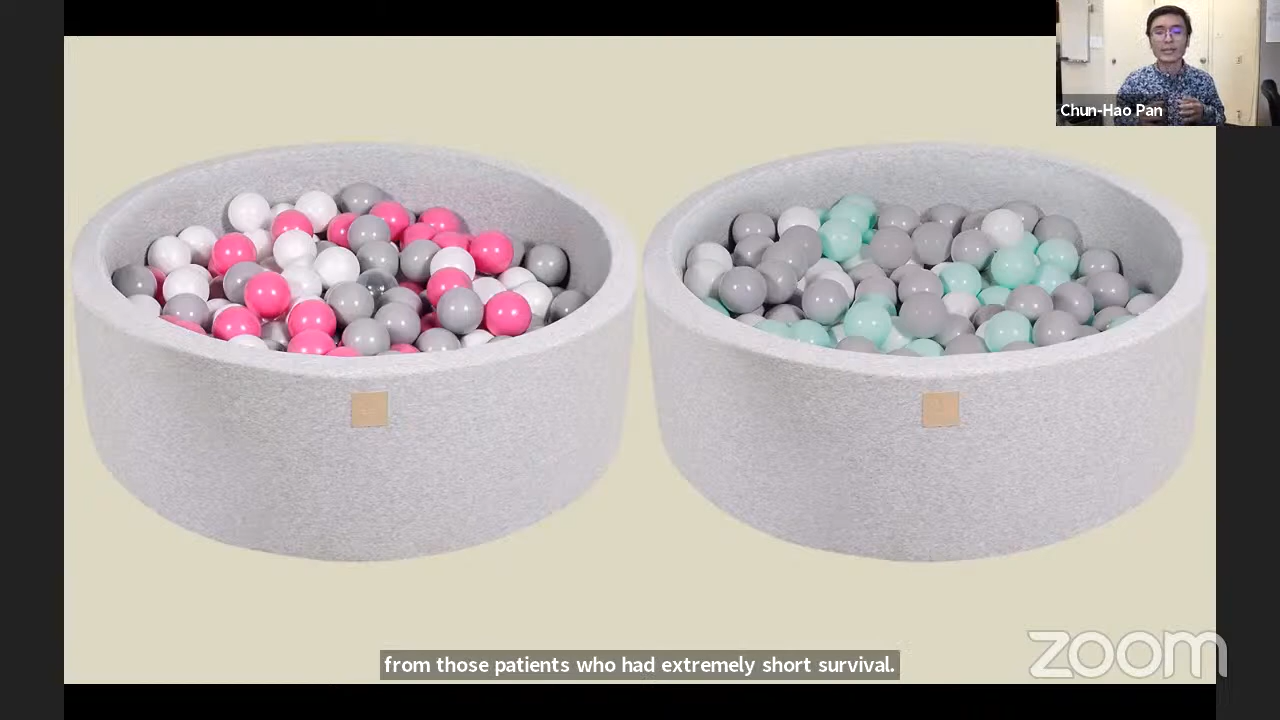 Chun-Hao Pan
from those patients who had extremely short survival.
zoom